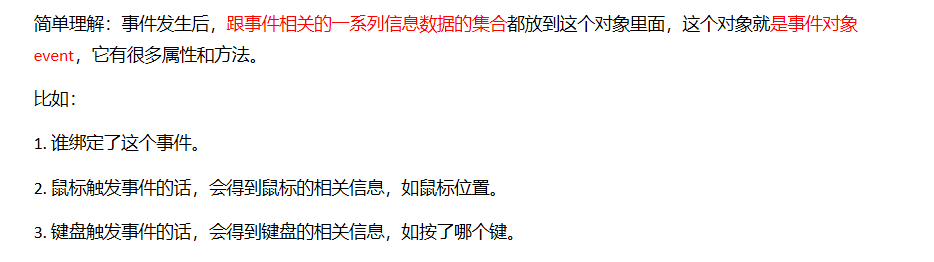 简单理解：事件发生后，跟事件相关的一系列信息数据的集合都放到这个对象里面，这个对象就是事件对象
event，它有很多属性和方法。
比如：
1. 谁绑定了这个事件。
2. 鼠标触发事件的话，会得到鼠标的相关信息，如鼠标位置。
3. 键盘触发事件的话，会得到键盘的相关信息，如按了哪个键。